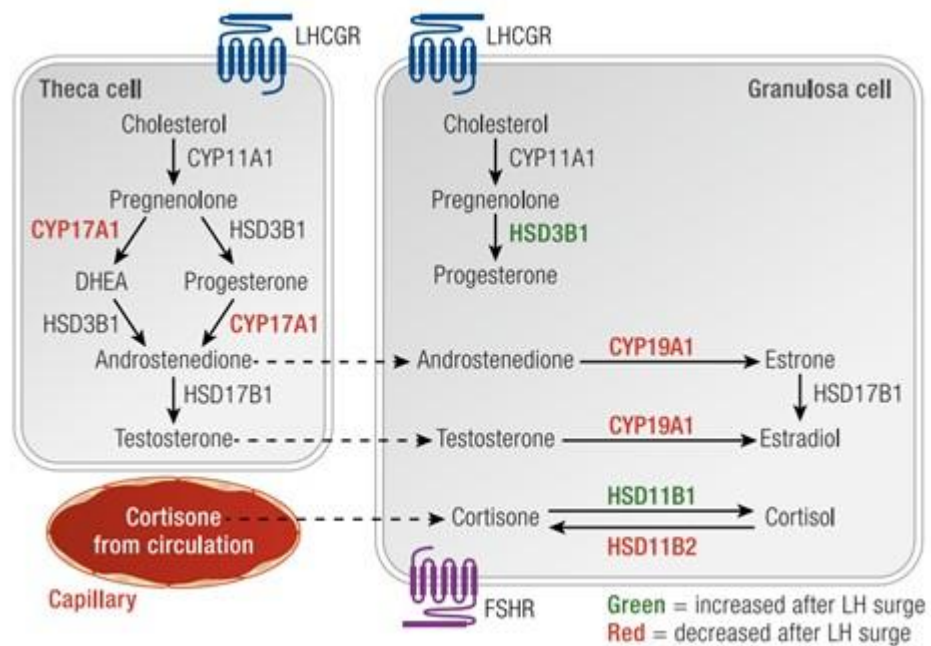 LHCGR
LHCGR
Theca cell
Cholesterol
CYP11A1
Pregnenolone
CYP17A1
HSD3B1
DHEA
Progesterone
HSD3B1
CYP17A1
Androstenedione
HSD17B1
Testosterone
Cortisone
from circulation
Capillary
Granulosa cell
Cholesterol
CYP11A1
Pregnenolone
HSD3B1
Progesterone
Androstenedione
CYP19A1
Estrone
HSD17B1
Testosterone
CYP19A1
Estradiol
HSD11B1
Cortisone
Cortisol
HSD11B2
FSHR
Green = increased after LH surge
Red = decreased after LH surge